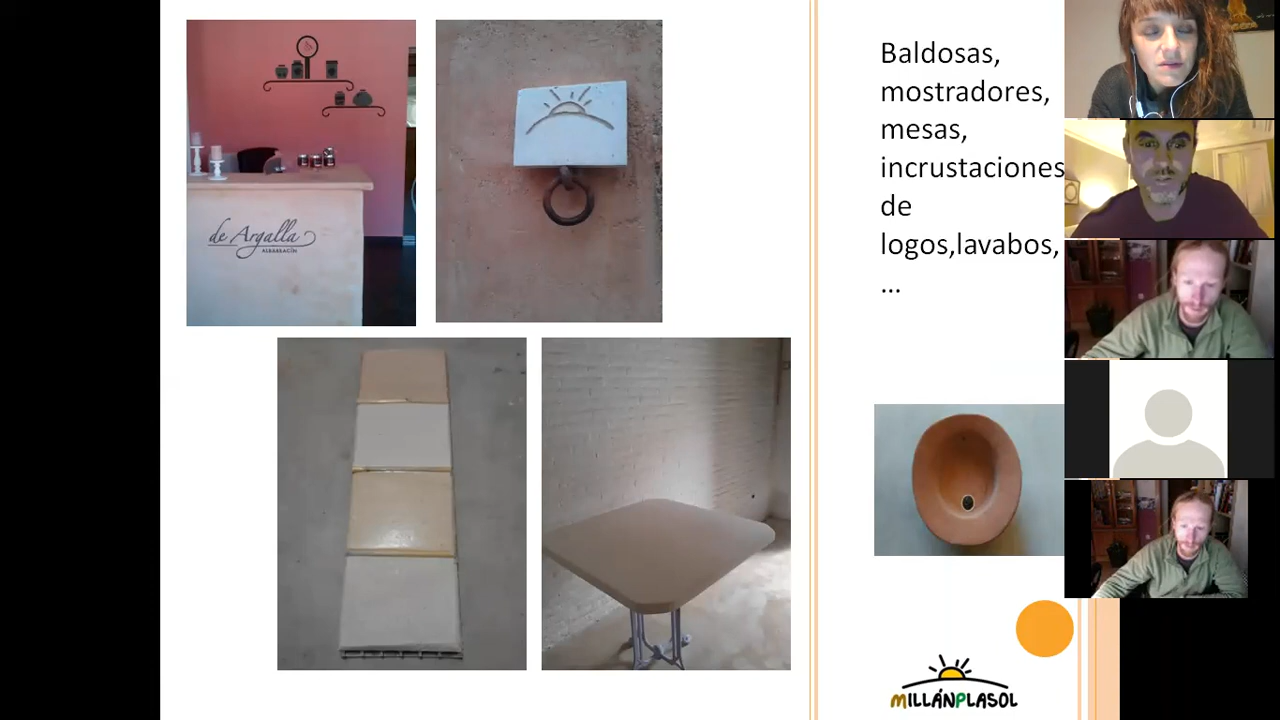 Baldosas,
mostradores,
mesas,
incrustaciones
de
logos,lavabos,
...
de Argalla
ALBARRACÍN
MILLÁNPLASOL